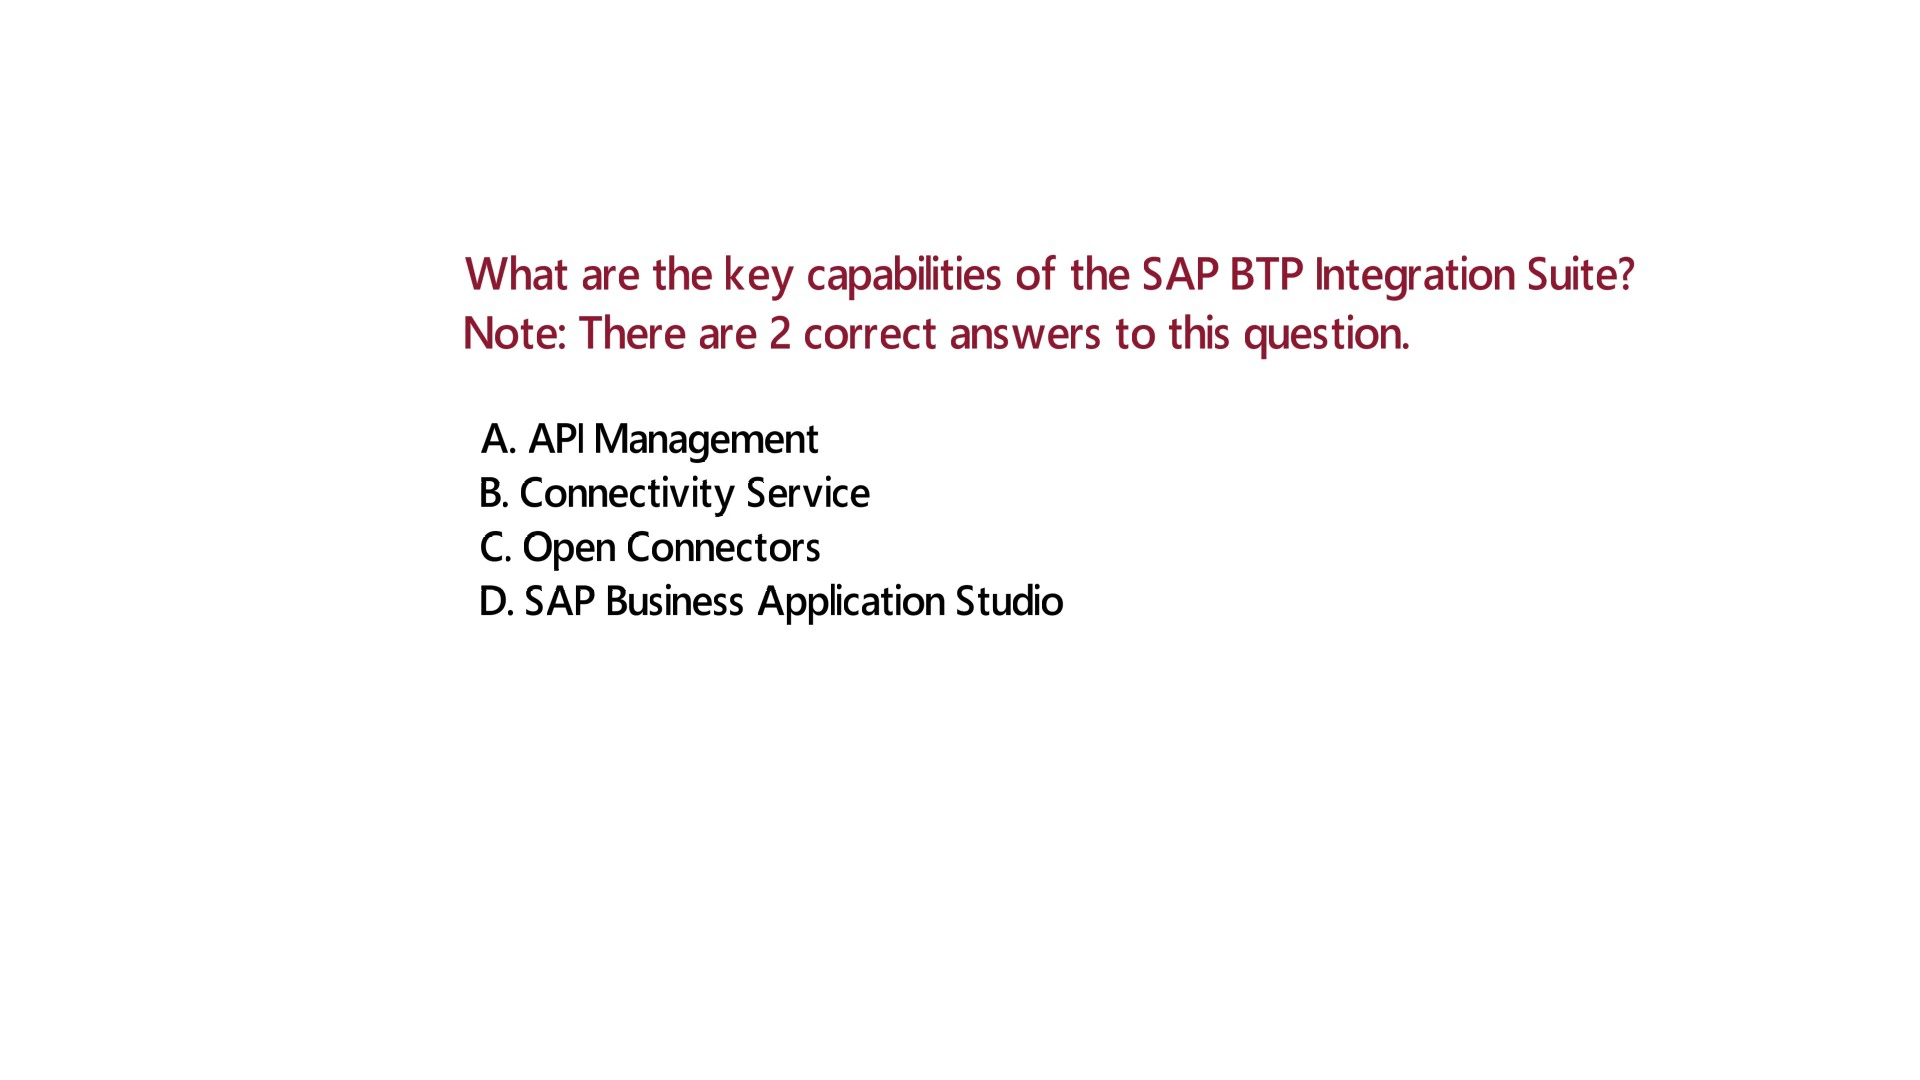 What are the key capabilities of the SAP BTP Integration Suite?
Note: There are 2 correct answers to this question.
A. API Management
B. Connectivity Service
C. Open Connectors
D. SAP Business Application Studio